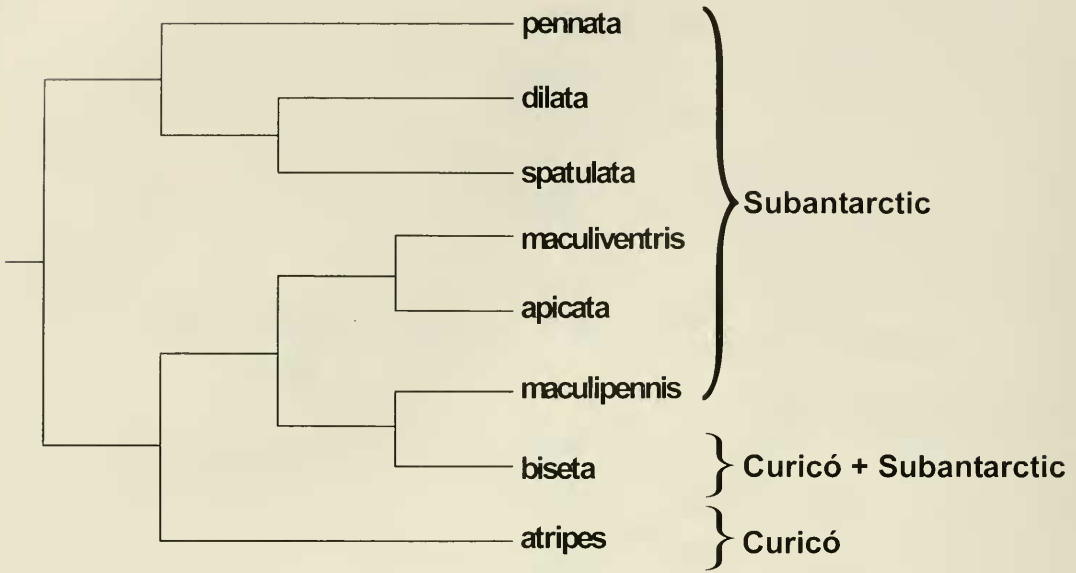 pennata
dilata
spatulata
Subantarctic
maculiventris
apicata
maculipennis
biseta
Curicó + Subantarctic
atripes
Curicó